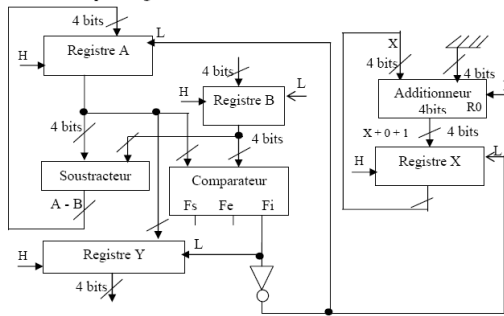 4 bits
L
Registre A
H
4 bits
H
Registre B
L
4 bits
4 bits
Soustracteur
A - B
Comparateur
Fs Fe Fi
H
Registre Y
L
4 bits
X
4 bits
4 bits
Additionneur
4bits R0
X + 0 + 1
4 bits
H
Registre X
L